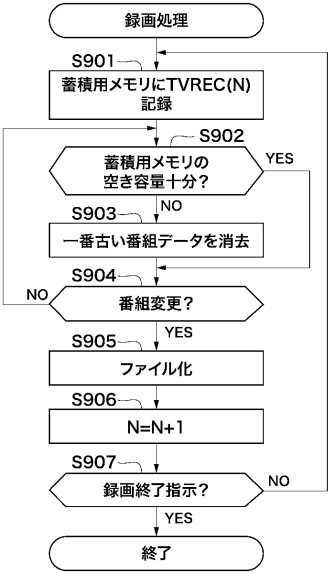 録画処理
S901
蓄積用メモリにTVREC(N)
記録
S902
蓄積用メモリの
空き容量十分?
YES
NO
S903
一番古い番組データを消去
S904
番組変更?
NO
YES
S905
ファイル化
S906
N=N+1
S907
録画終了指示?
NO
YES
終了